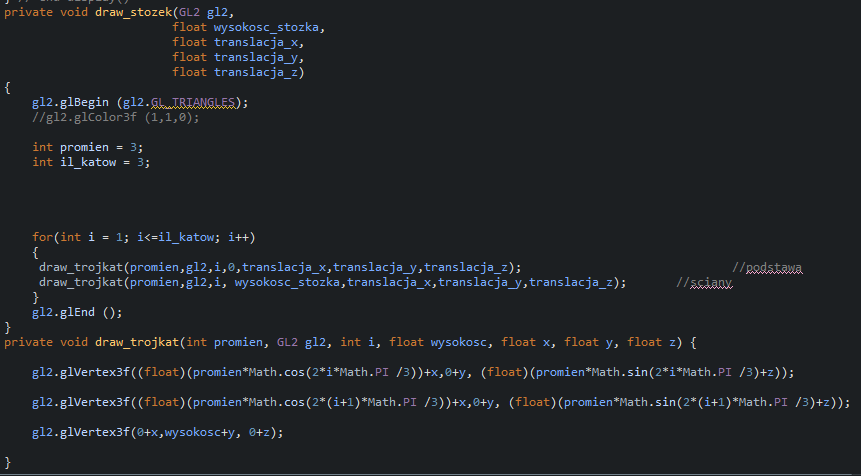 private void draw_stozek(GL2 gl2,
float wysokosc_stozka,
float translacja_x,
float translacja_y,
float translacja_z)
{
gl2.glBegin (gl2.GL_TRIANGLES);
//gl2.glColor3f (1,1,0);
int promien = 3;
int il_katow = 3;
for(int i = 1; i<=il_katow; i++)
{
draw_trojkat(promien,gl2,i,0,translacja_x,translacja_y,translacja_z); //podstawa
draw_trojkat(promien,gl2,i, wysokosc_stozka,translacja_x,translacja_y,translacja_z); //sciany
}
gl2.glEnd ();
}
private void draw_trojkat(int promien, GL2 gl2, int i, float wysokosc, float x, float y, float z) {
gl2.glVertex3f((float)(promien*Math.cos(2*i*Math.PI /3))+x,0+y, (float)(promien*Math.sin(2*i*Math.PI /3)+z));
gl2.glVertex3f((float)(promien*Math.cos(2*(i+1)*Math.PI /3))+x,0+y, (float)(promien*Math.sin(2*(i+1)*Math.PI /3)+z));
gl2.glVertex3f(0+x,wysokosc+y, 0+z);
}